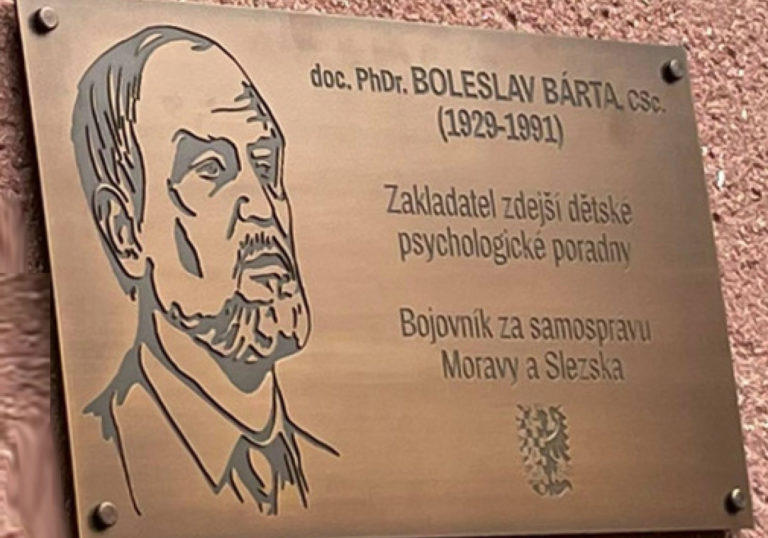 doc. PhDr. BOLESLAV BÁRTA, CSc.
(1929-1991)
Zakladatel zdejší dětské
psychologické poradny
Bojovník za samosprávu
Moravy a Slezska